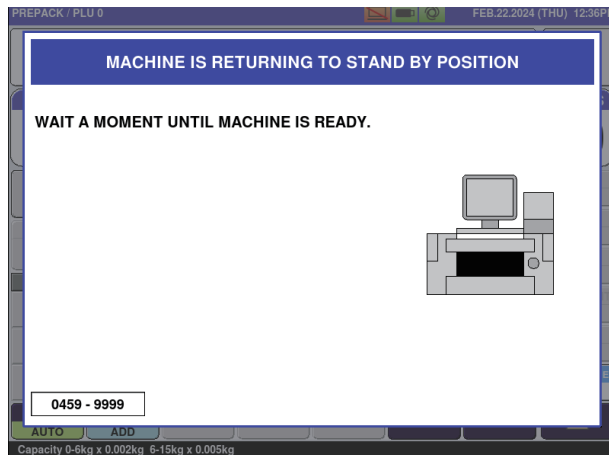 PREPACK / PLU 0
FEB.22.2024 (THU) 12:36P
MACHINE IS RETURNING TO STAND BY POSITION
WAIT A MOMENT UNTIL MACHINE IS READY.
0459 - 9999
AUTO
ADD
Capacity 0-6kg x 0.002kg 6-15kg x 0.005kg